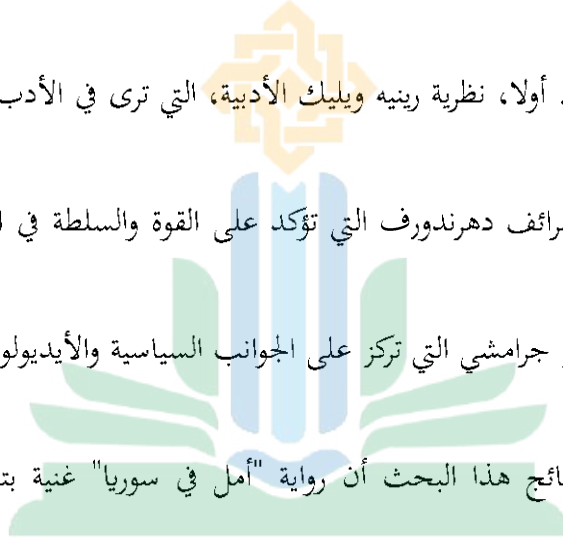 أولا، نظرية رينيه ويليك الأدبية، التي ترى في الأدب
رائف دهرندورف التي تؤكد على القوة والسلطة في
جرامشي التي تركز على الجوانب السياسية والأيديولو
ائج هذا البحث أن رواية "أمل في سوريا" غنية بت